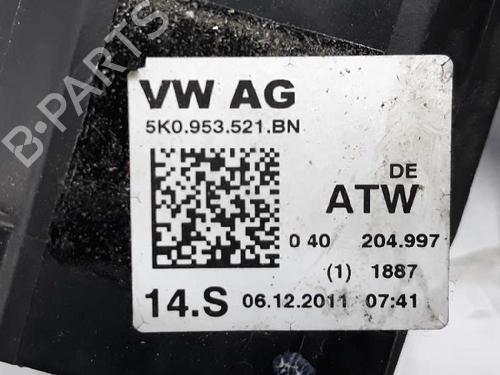 B-PARTS
VW AG
5K0.953.521.BN
DE
ATW
0 40 204.997
(1) 1887
14.S 06.12.2011 07:41